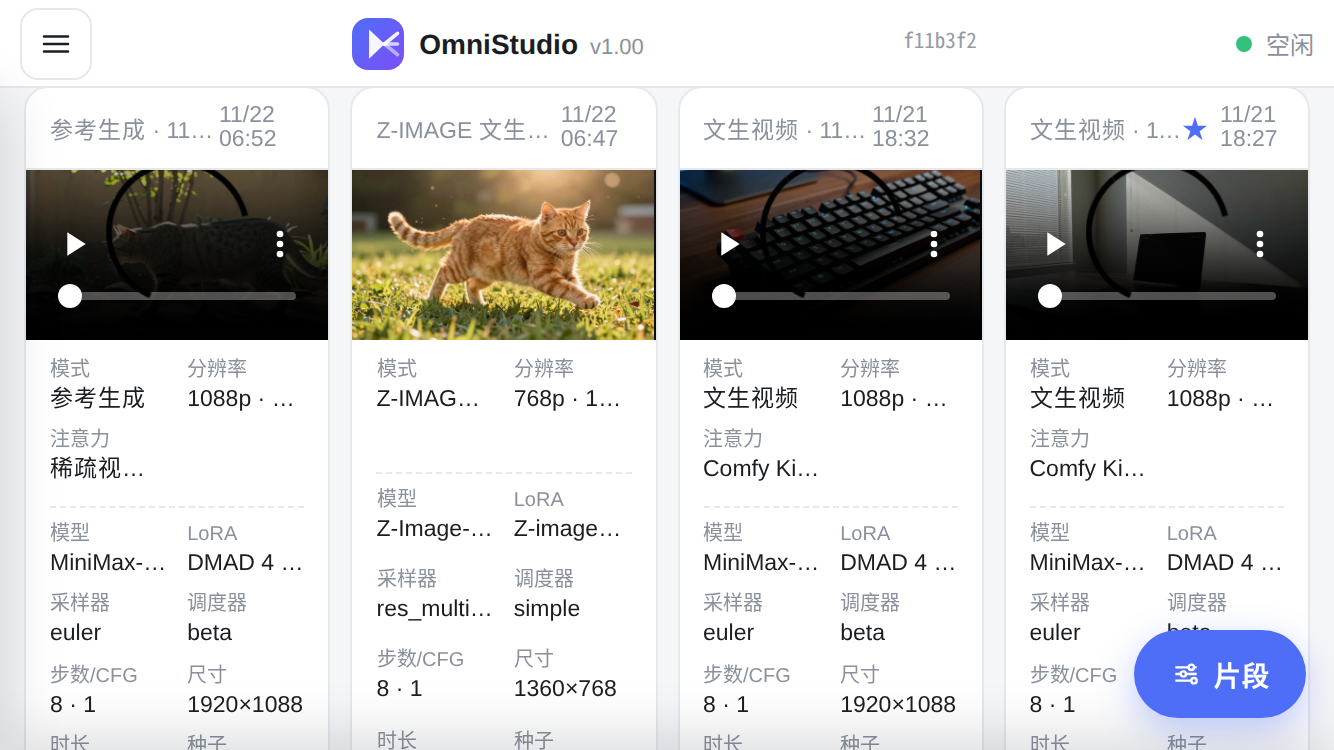 OmniStudio v1.00
f11b3f2
空闲
参考生成 · 11… 11/22 06:52
Z-IMAGE 文生… 11/22 06:47
文生视频 · 11… 11/21 18:32
文生视频 · 1…★ 11/21 18:27
模式 分辨率
参考生成 1088p · …
注意力
稀疏视…
模型 LoRA
MiniMax-… DMAD 4 …
采样器 调度器
euler beta
步数/CFG 尺寸
8 · 1 1920×1088
时长 种子
模式 分辨率
Z-IMAG… 768p · 1…
模型 LoRA
Z-Image-… Z-image…
采样器 调度器
res_multi… simple
步数/CFG 尺寸
8 · 1 1360×768
时长 种子
模式 分辨率
文生视频 1088p · …
注意力
Comfy Ki…
模型 LoRA
MiniMax-… DMAD 4 …
采样器 调度器
euler beta
步数/CFG 尺寸
8 · 1 1920×1088
时长 种子
模式 分辨率
文生视频 1088p · …
注意力
Comfy Ki…
模型 LoRA
MiniMax-… DMAD 4 …
采样器 调度器
euler beta
步数/CFG
8 · 1
时长 种子
片段